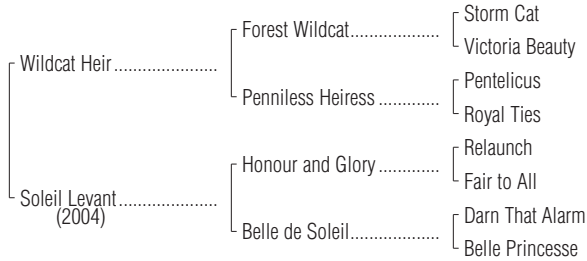 Storm Cat
Forest Wildcat....................
Victoria Beauty
Wildcat Heir.......................
Pentelicus
Penniless Heiress.............
Royal Ties
Relaunch
Honour and Glory.............
Fair to All
Soleil Levant......................
(2004)
Darn That Alarm
Belle de Soleil....................
Belle Princesse